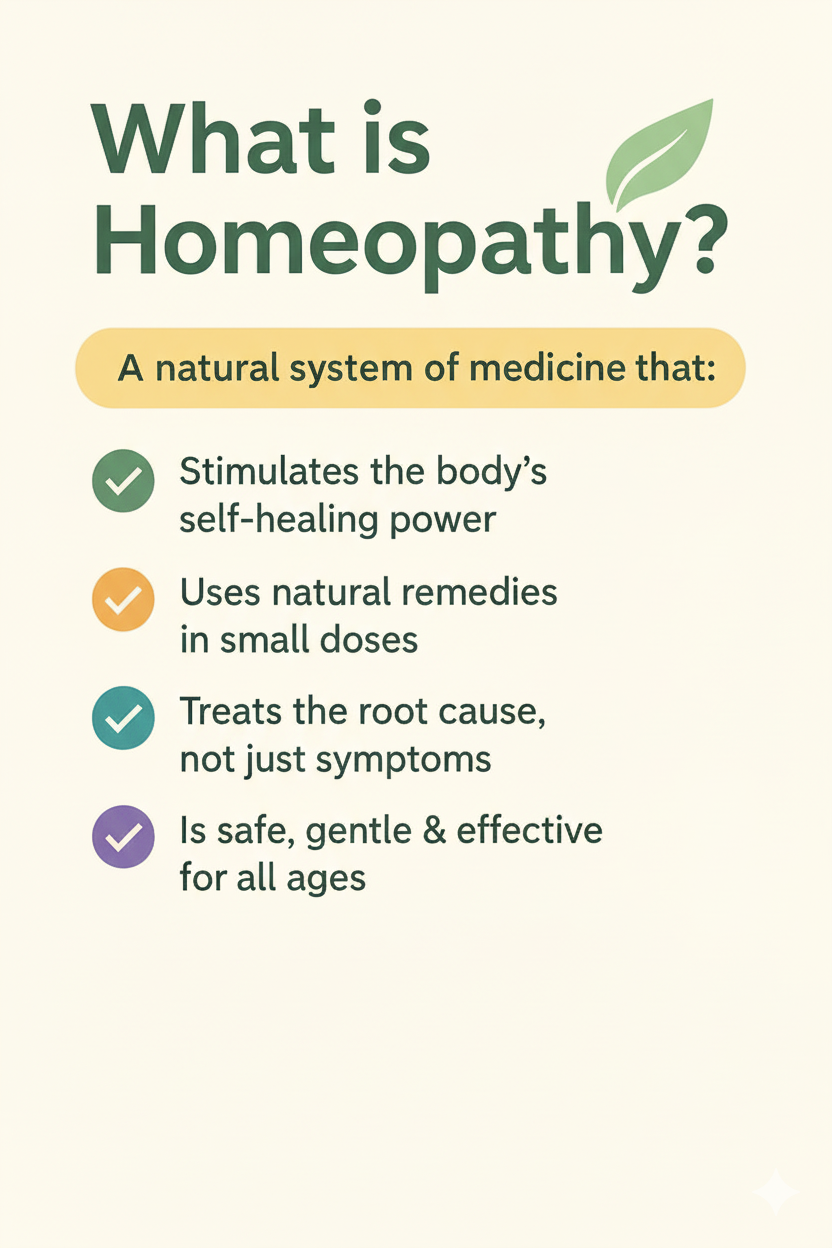 What is
Homeopathy?
A natural system of medicine that:
Stimulates the body’s
self-healing power
Uses natural remedies
in small doses
Treats the root cause,
not just symptoms
Is safe, gentle & effective
for all ages